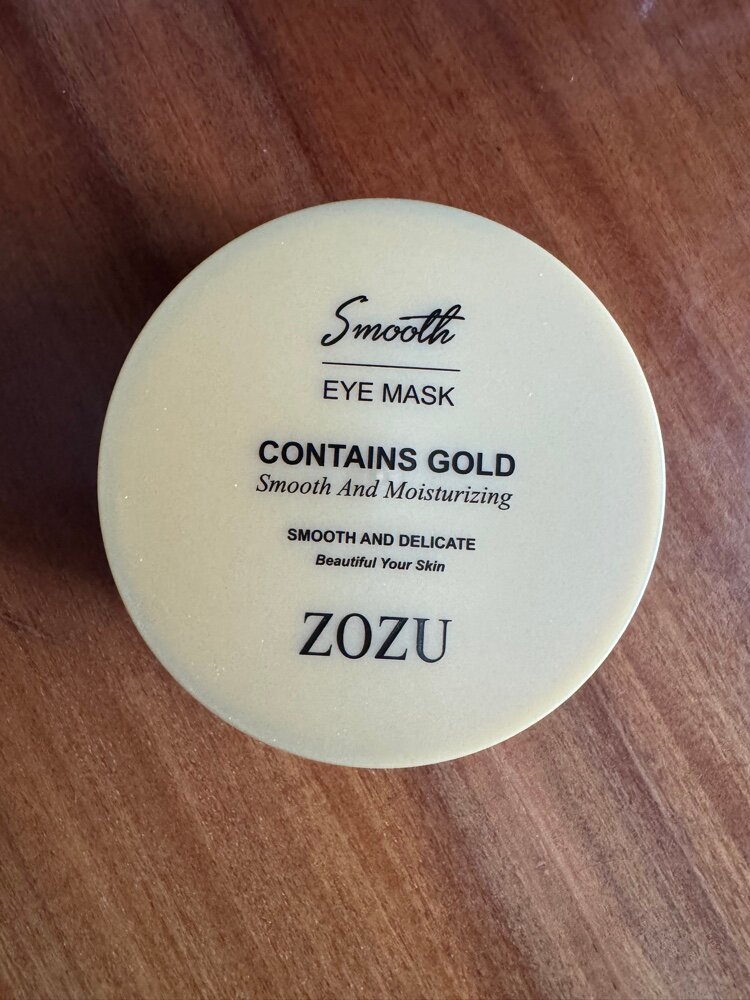 Smooth
EYE MASK
CONTAINS GOLD
Smooth And Moisturizing
SMOOTH AND DELICATE
Beautiful Your Skin
ZOZU